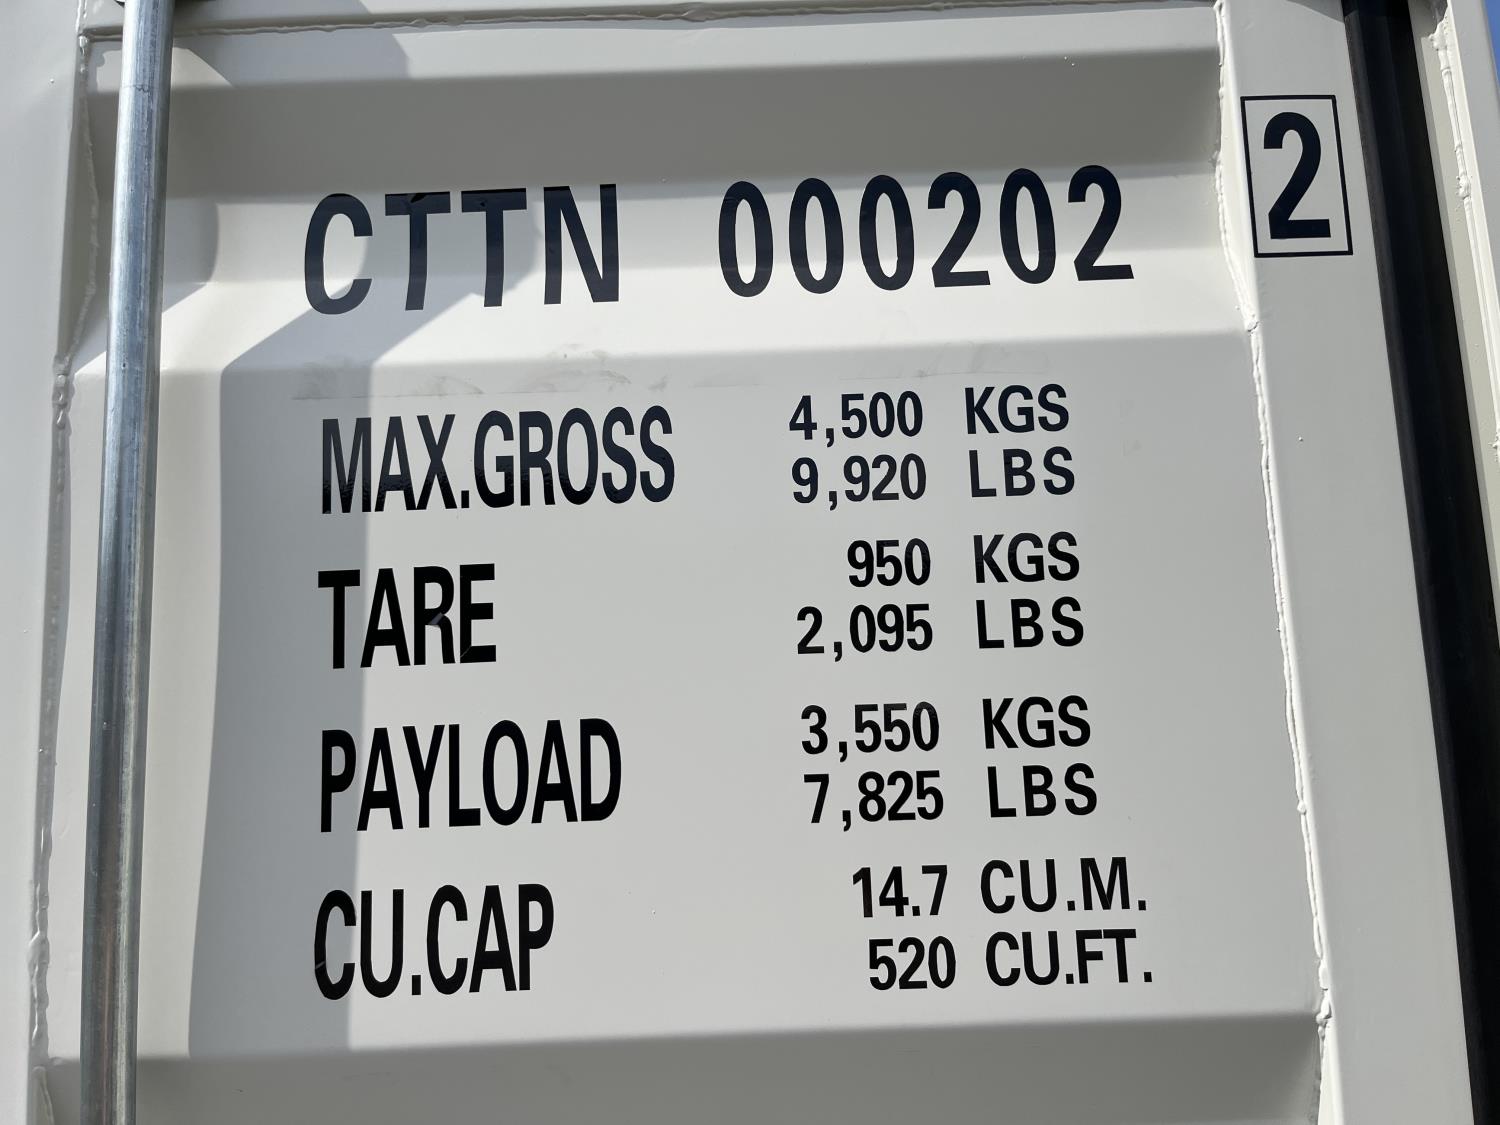 CTTN 000202 2
MAX.GROSS 4,500 KGS
9,920 LBS
TARE 950 KGS
2,095 LBS
PAYLOAD 3,550 KGS
7,825 LBS
CU.CAP 14.7 CU.M.
520 CU.FT.